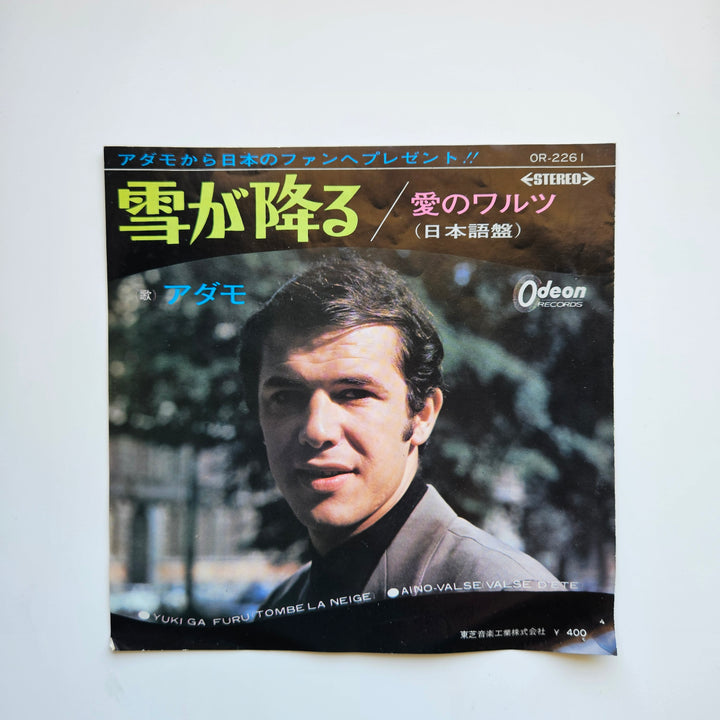 アダモから日本のファンへプレゼント!!
OR-2261
←STEREO→
雪が降る/愛のワルツ
(日本語盤)
(歌) アダモ
Odeon
RECORDS
●YUKI GA FURU(TOMBE LA NEIGE) ●AINO-VALSE(VALSE D'ETE
東芝音楽工業株式会社 ¥ 400